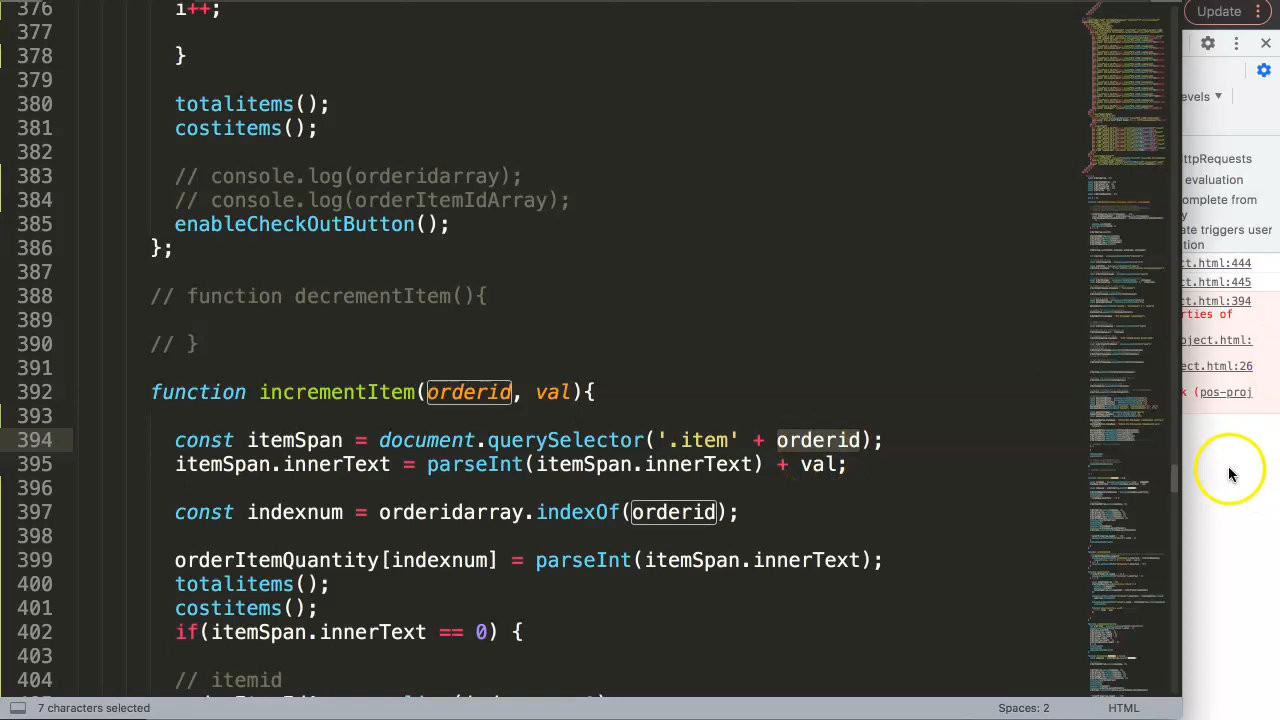 376 i++;
377
378 }
379
380 totalitems();
381 costitems();
382
383 // console.log(orderidarray);
384 // console.log(orderItemIdArray);
385 enableCheckOutButton();
386 };
387
388 // function decrementItem(){
389
390 // }
391
392 function incrementItem(orderid, val){
393
394 const itemSpan = document.querySelector('.item' + orderid);
395 itemSpan.innerText = parseInt(itemSpan.innerText) + val;
396
397 const indexnum = orderidarray.indexOf(orderid);
398
399 orderItemQuantity[indexnum] = parseInt(itemSpan.innerText);
400 totalitems();
401 costitems();
402 if(itemSpan.innerText == 0) {
403
404 // itemid
7 characters selected
Spaces: 2
HTML
Update
evels
ttpRequests
evaluation
omplete from
y
ate triggers user
tion
ct.html:444
ct.html:445
ct.html:394
rties of
oject.html:
ect.html:26
k (pos-proj